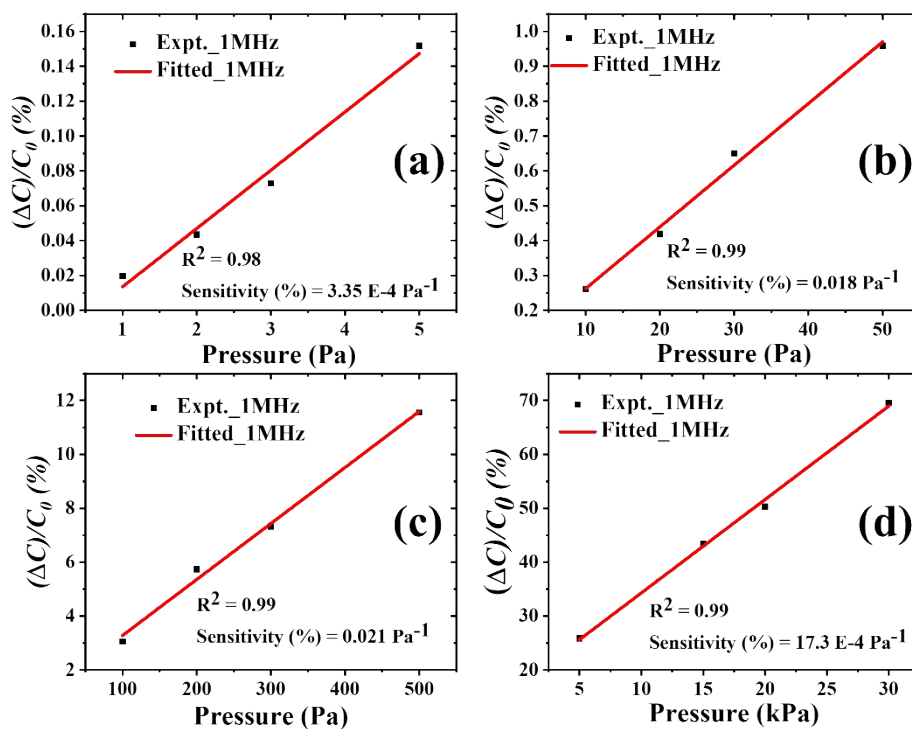 0.16
0.14
0.12
0.10
0.08
0.06
0.04
0.02
0.00
(ΔC)/C₀ (%)
Expt._1MHz
Fitted_1MHz
(a)
R² = 0.98
Sensitivity (%) = 3.35 E-4 Pa⁻¹
1 2 3 4 5
Pressure (Pa)
1.0
0.9
0.8
0.7
0.6
0.5
0.4
0.3
0.2
(ΔC)/C₀ (%)
Expt._1MHz
Fitted_1MHz
(b)
R² = 0.99
Sensitivity (%) = 0.018 Pa⁻¹
10 20 30 40 50
Pressure (Pa)
12
10
8
6
4
2
(ΔC)/C₀ (%)
Expt._1MHz
Fitted_1MHz
(c)
R² = 0.99
Sensitivity (%) = 0.021 Pa⁻¹
100 200 300 400 500
Pressure (Pa)
70
60
50
40
30
20
(ΔC)/C0 (%)
Expt._1MHz
Fitted_1MHz
(d)
R² = 0.99
Sensitivity (%) = 17.3 E-4 Pa⁻¹
5 10 15 20 25 30
Pressure (kPa)